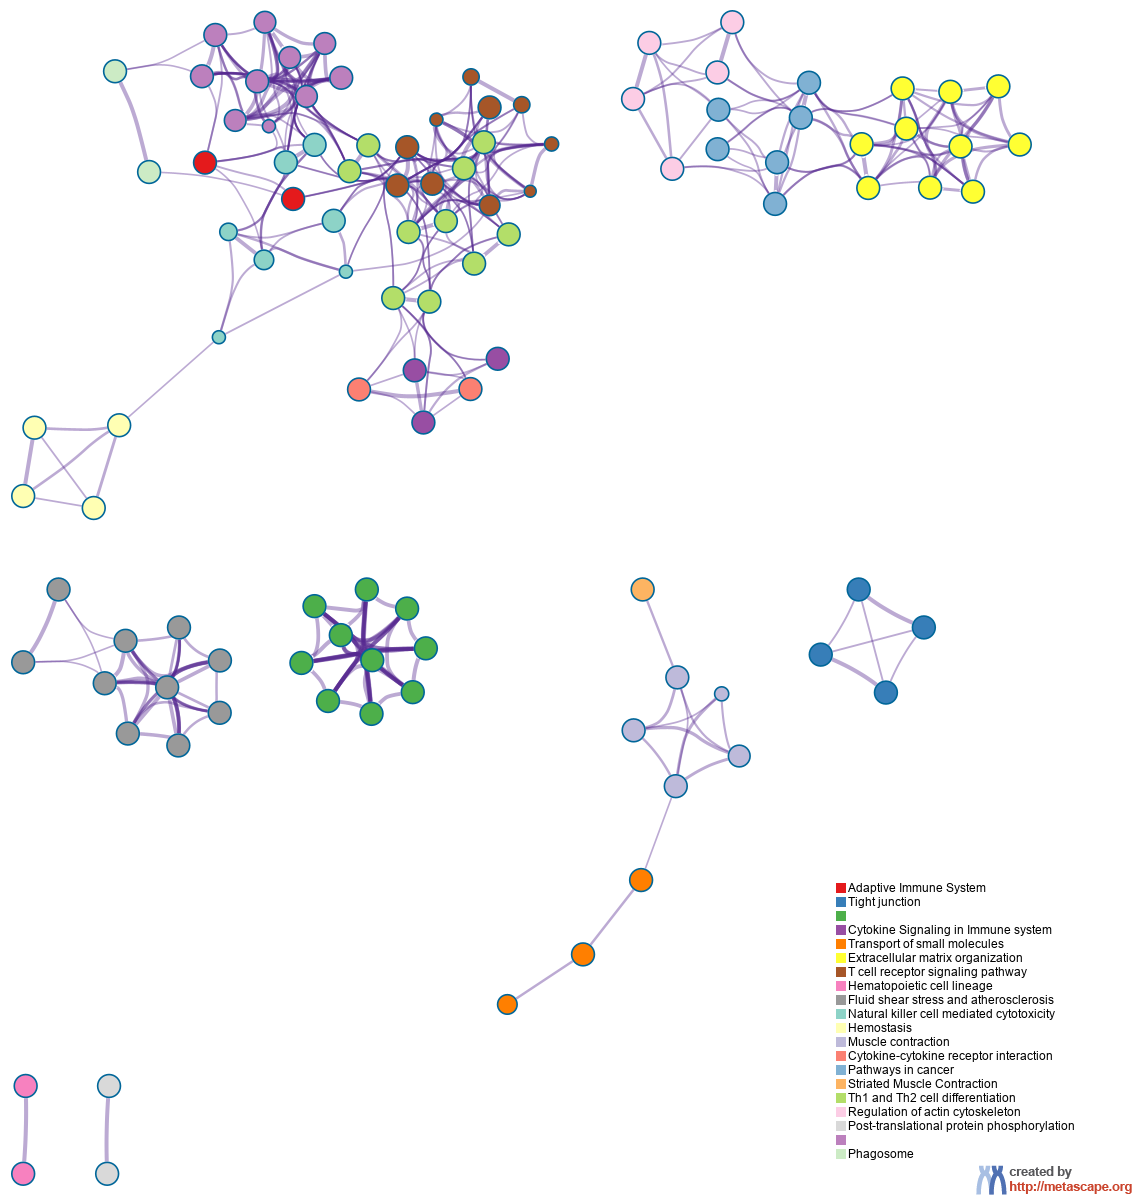 Adaptive Immune System
Tight junction
Cytokine Signaling in Immune system
Transport of small molecules
Extracellular matrix organization
T cell receptor signaling pathway
Hematopoietic cell lineage
Fluid shear stress and atherosclerosis
Natural killer cell mediated cytotoxicity
Hemostasis
Muscle contraction
Cytokine-cytokine receptor interaction
Pathways in cancer
Striated Muscle Contraction
Th1 and Th2 cell differentiation
Regulation of actin cytoskeleton
Post-translational protein phosphorylation
Phagosome
created by
http://metascape.org